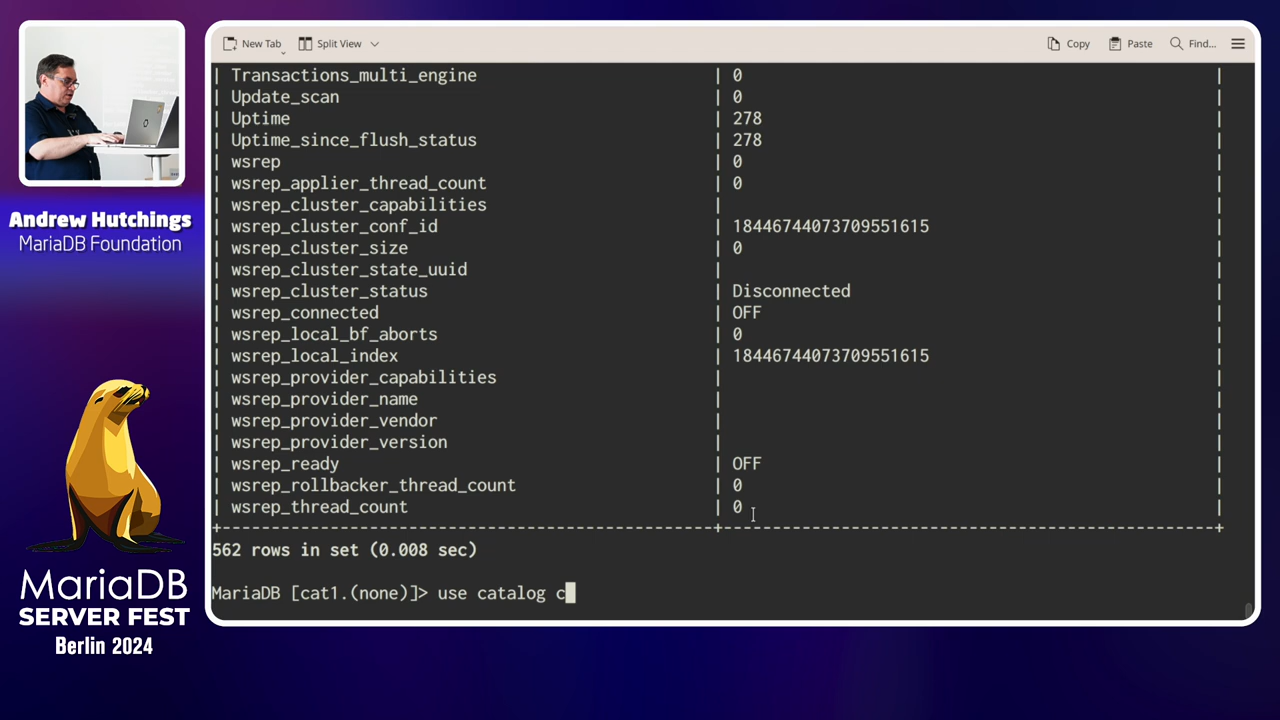 New Tab
Split View
Copy
Paste
Find...
| Transactions_multi_engine | 0 |
| Update_scan | 0 |
| Uptime | 278 |
| Uptime_since_flush_status | 278 |
| wsrep | 0 |
| wsrep_applier_thread_count | 0 |
| wsrep_cluster_capabilities | |
| wsrep_cluster_conf_id | 18446744073709551615 |
| wsrep_cluster_size | 0 |
| wsrep_cluster_state_uuid | |
| wsrep_cluster_status | Disconnected |
| wsrep_connected | OFF |
| wsrep_local_bf_aborts | 0 |
| wsrep_local_index | 18446744073709551615 |
| wsrep_provider_capabilities | |
| wsrep_provider_name | |
| wsrep_provider_vendor | |
| wsrep_provider_version | |
| wsrep_ready | OFF |
| wsrep_rollbacker_thread_count | 0 |
| wsrep_thread_count | 0 |
562 rows in set (0.008 sec)
MariaDB [cat1.(none)]> use catalog c
Andrew Hutchings
MariaDB Foundation
MariaDB
SERVER FEST
Berlin 2024